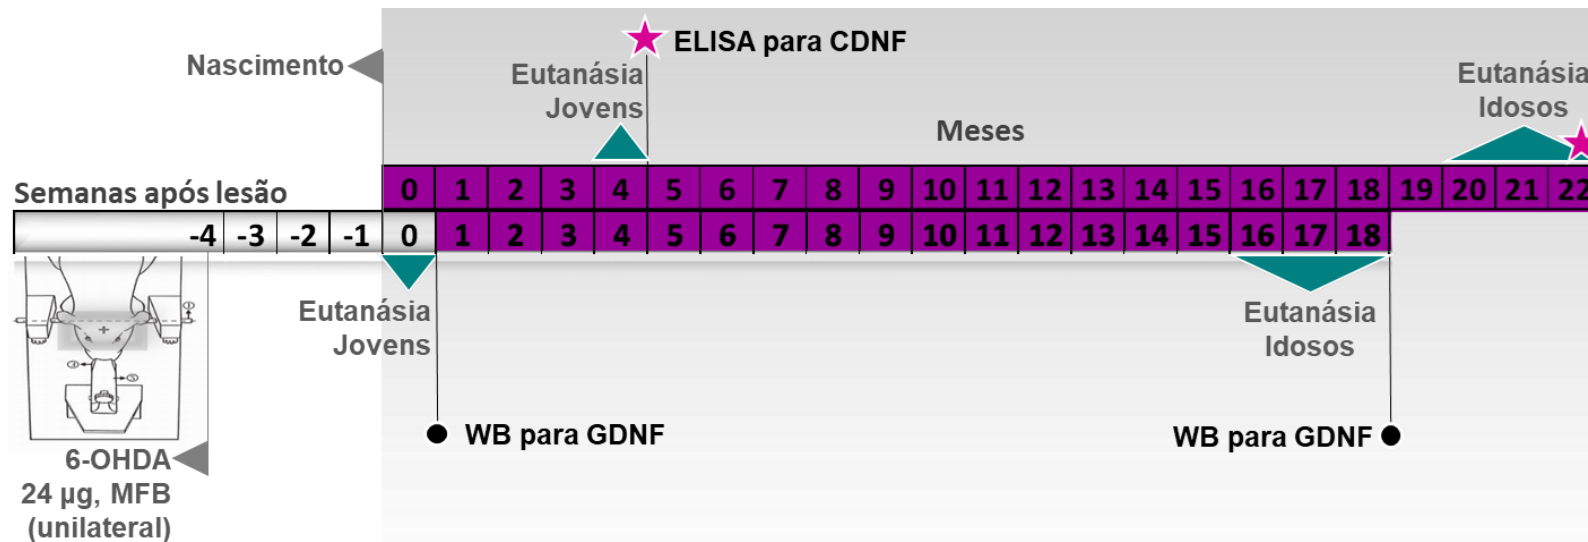 ELISA para CDNF
Nascimento
Eutanásia
Jovens
Eutanásia
Idosos
Meses
Semanas após lesão
0 1 2 3 4 5 6 7 8 9 10 11 12 13 14 15 16 17 18 19 20 21 22
-4 -3 -2 -1 0 1 2 3 4 5 6 7 8 9 10 11 12 13 14 15 16 17 18
Eutanásia
Jovens
Eutanásia
Idosos
WB para GDNF
WB para GDNF
6-OHDA
24 µg, MFB
(unilateral)